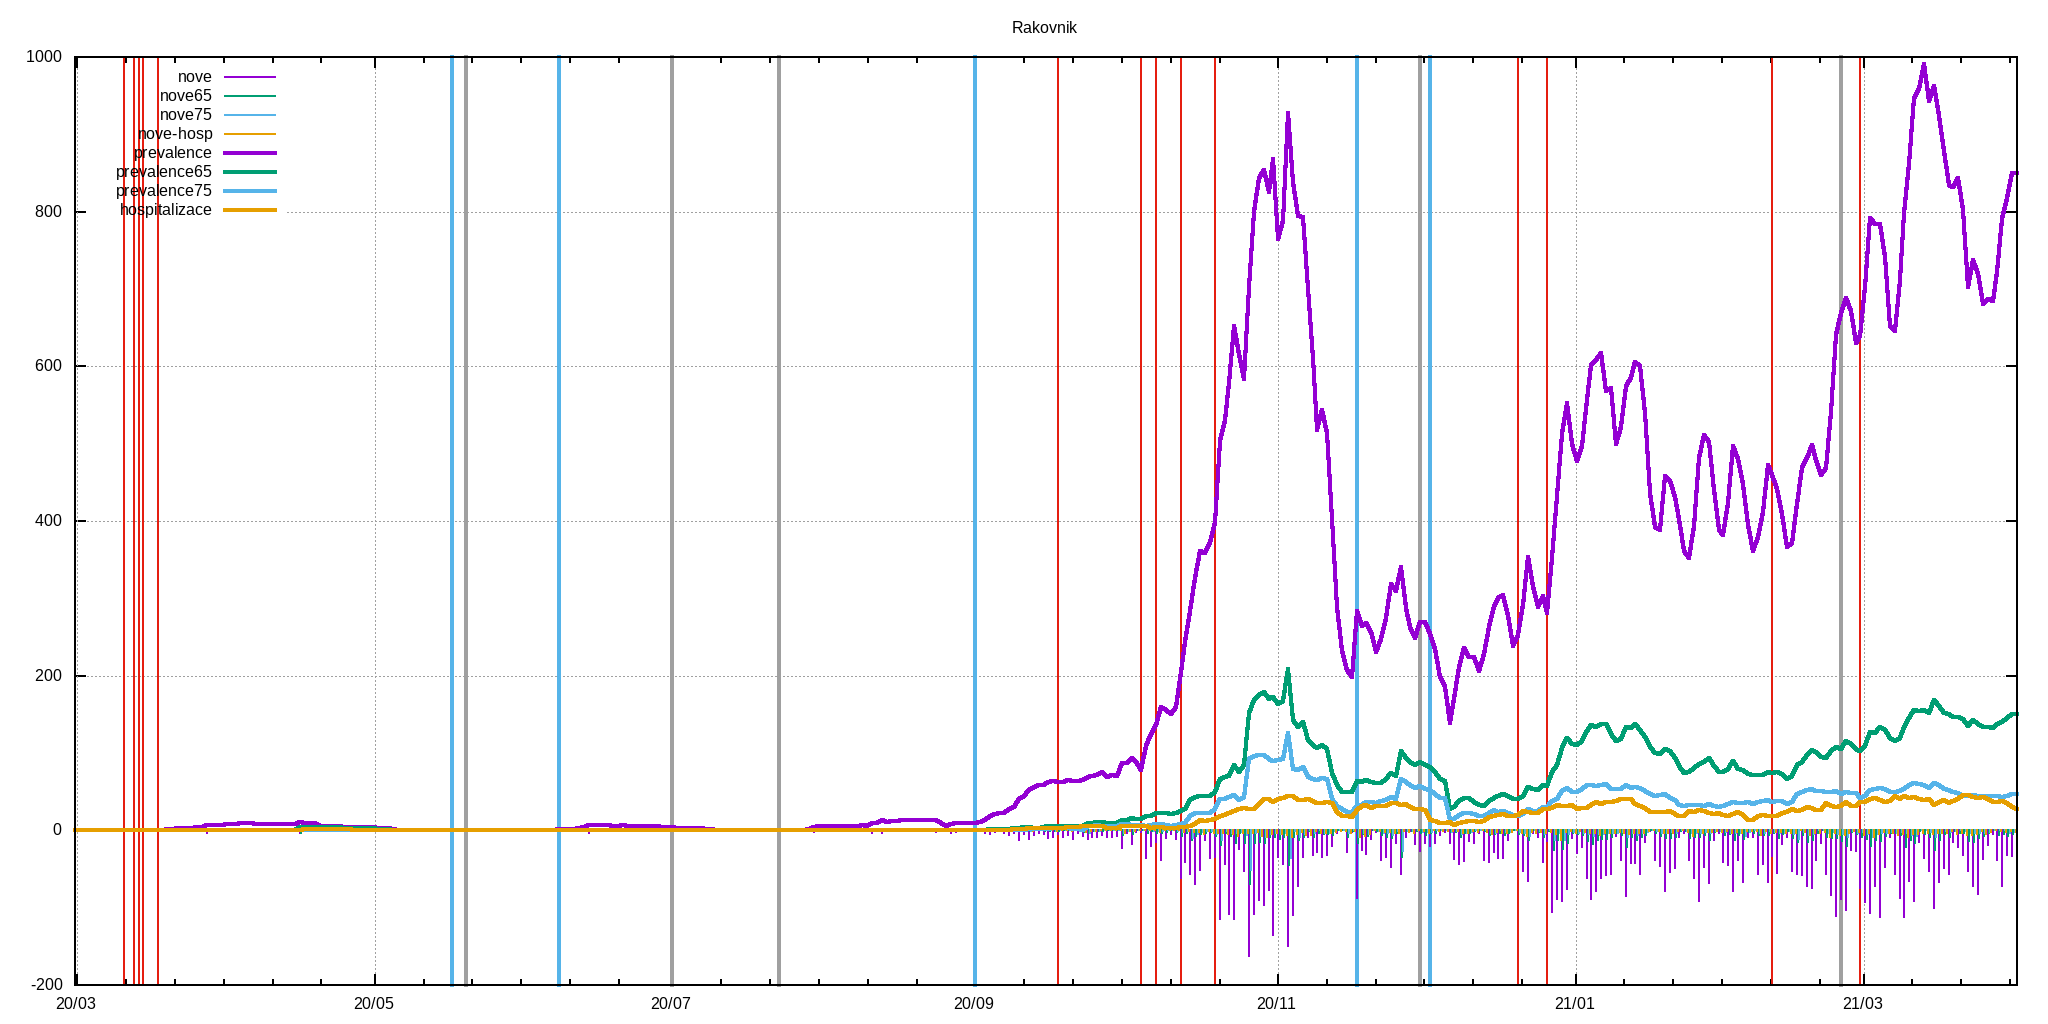 Rakovnik
1000
800
600
400
200
0
-200
nove
nove65
nove75
nove-hosp
prevalence
prevalence65
prevalence75
hospitalizace
20/03 20/05 20/07 20/09 20/11 21/01 21/03